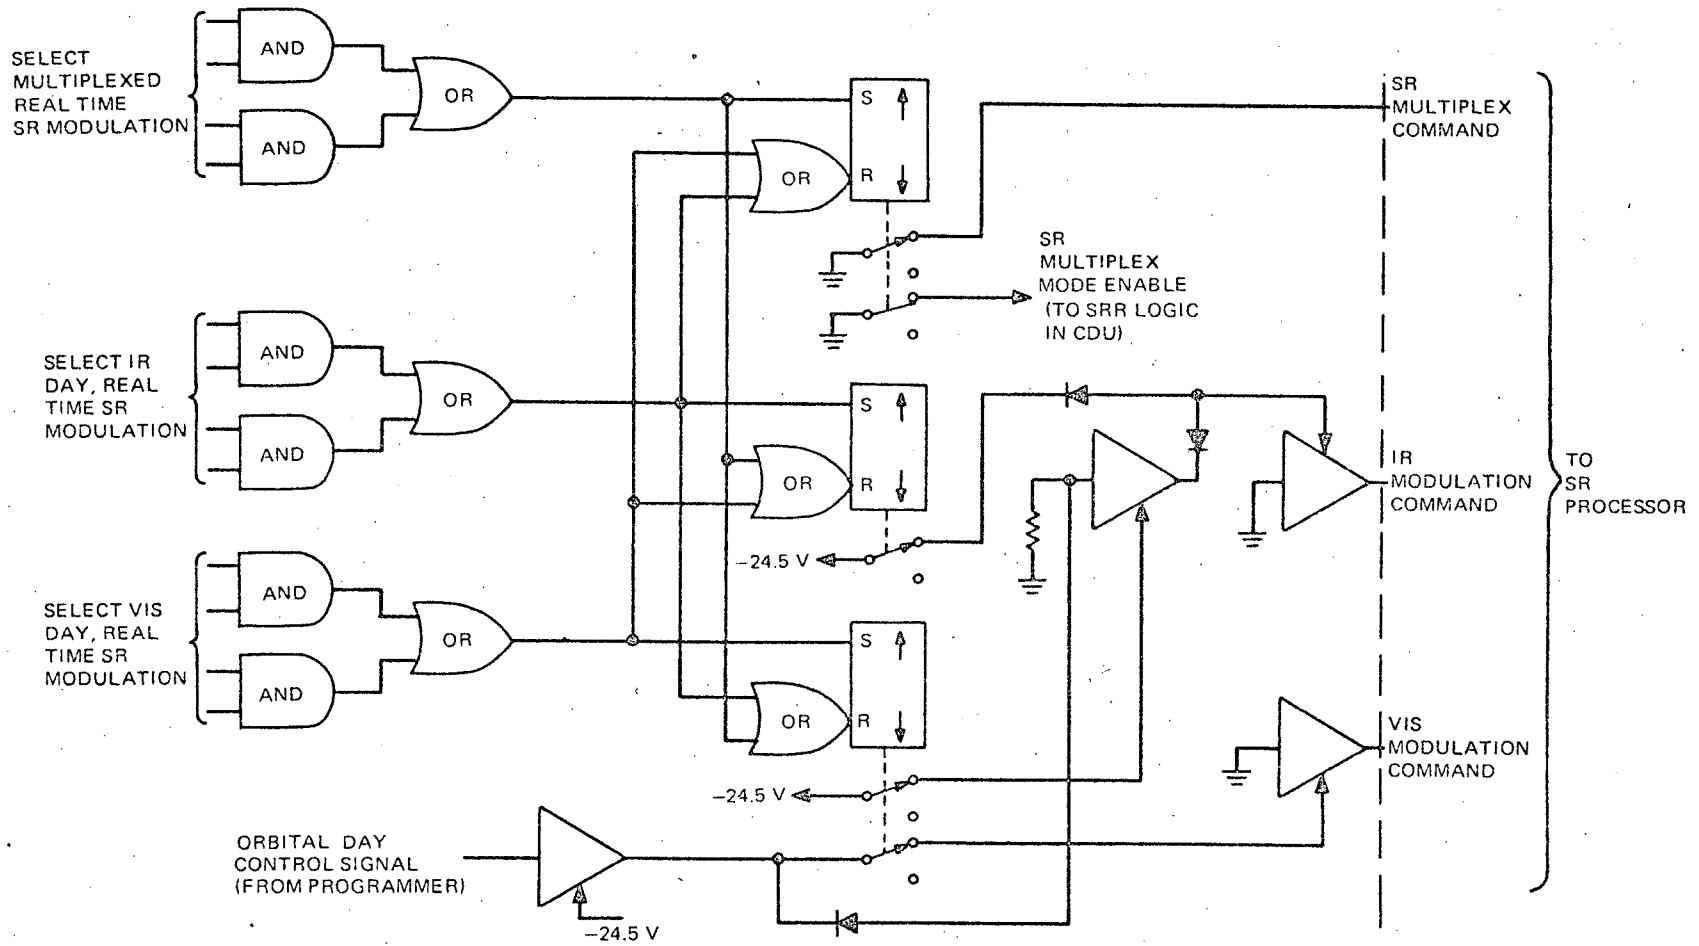 SELECT
MULTIPLEXED
REAL TIME
SR MODULATION
AND
AND
OR
OR
S
R
SR
MULTIPLEX
COMMAND
SR
MULTIPLEX
MODE ENABLE
(TO SRR LOGIC
IN CDU)
SELECT IR
DAY, REAL
TIME SR
MODULATION
AND
AND
OR
OR
S
R
-24.5 V
IR
MODULATION
COMMAND
TO
SR
PROCESSOR
SELECT VIS
DAY, REAL
TIME SR
MODULATION
AND
AND
OR
OR
S
R
-24.5 V
VIS
MODULATION
COMMAND
ORBITAL DAY
CONTROL SIGNAL
(FROM PROGRAMMER)
-24.5 V